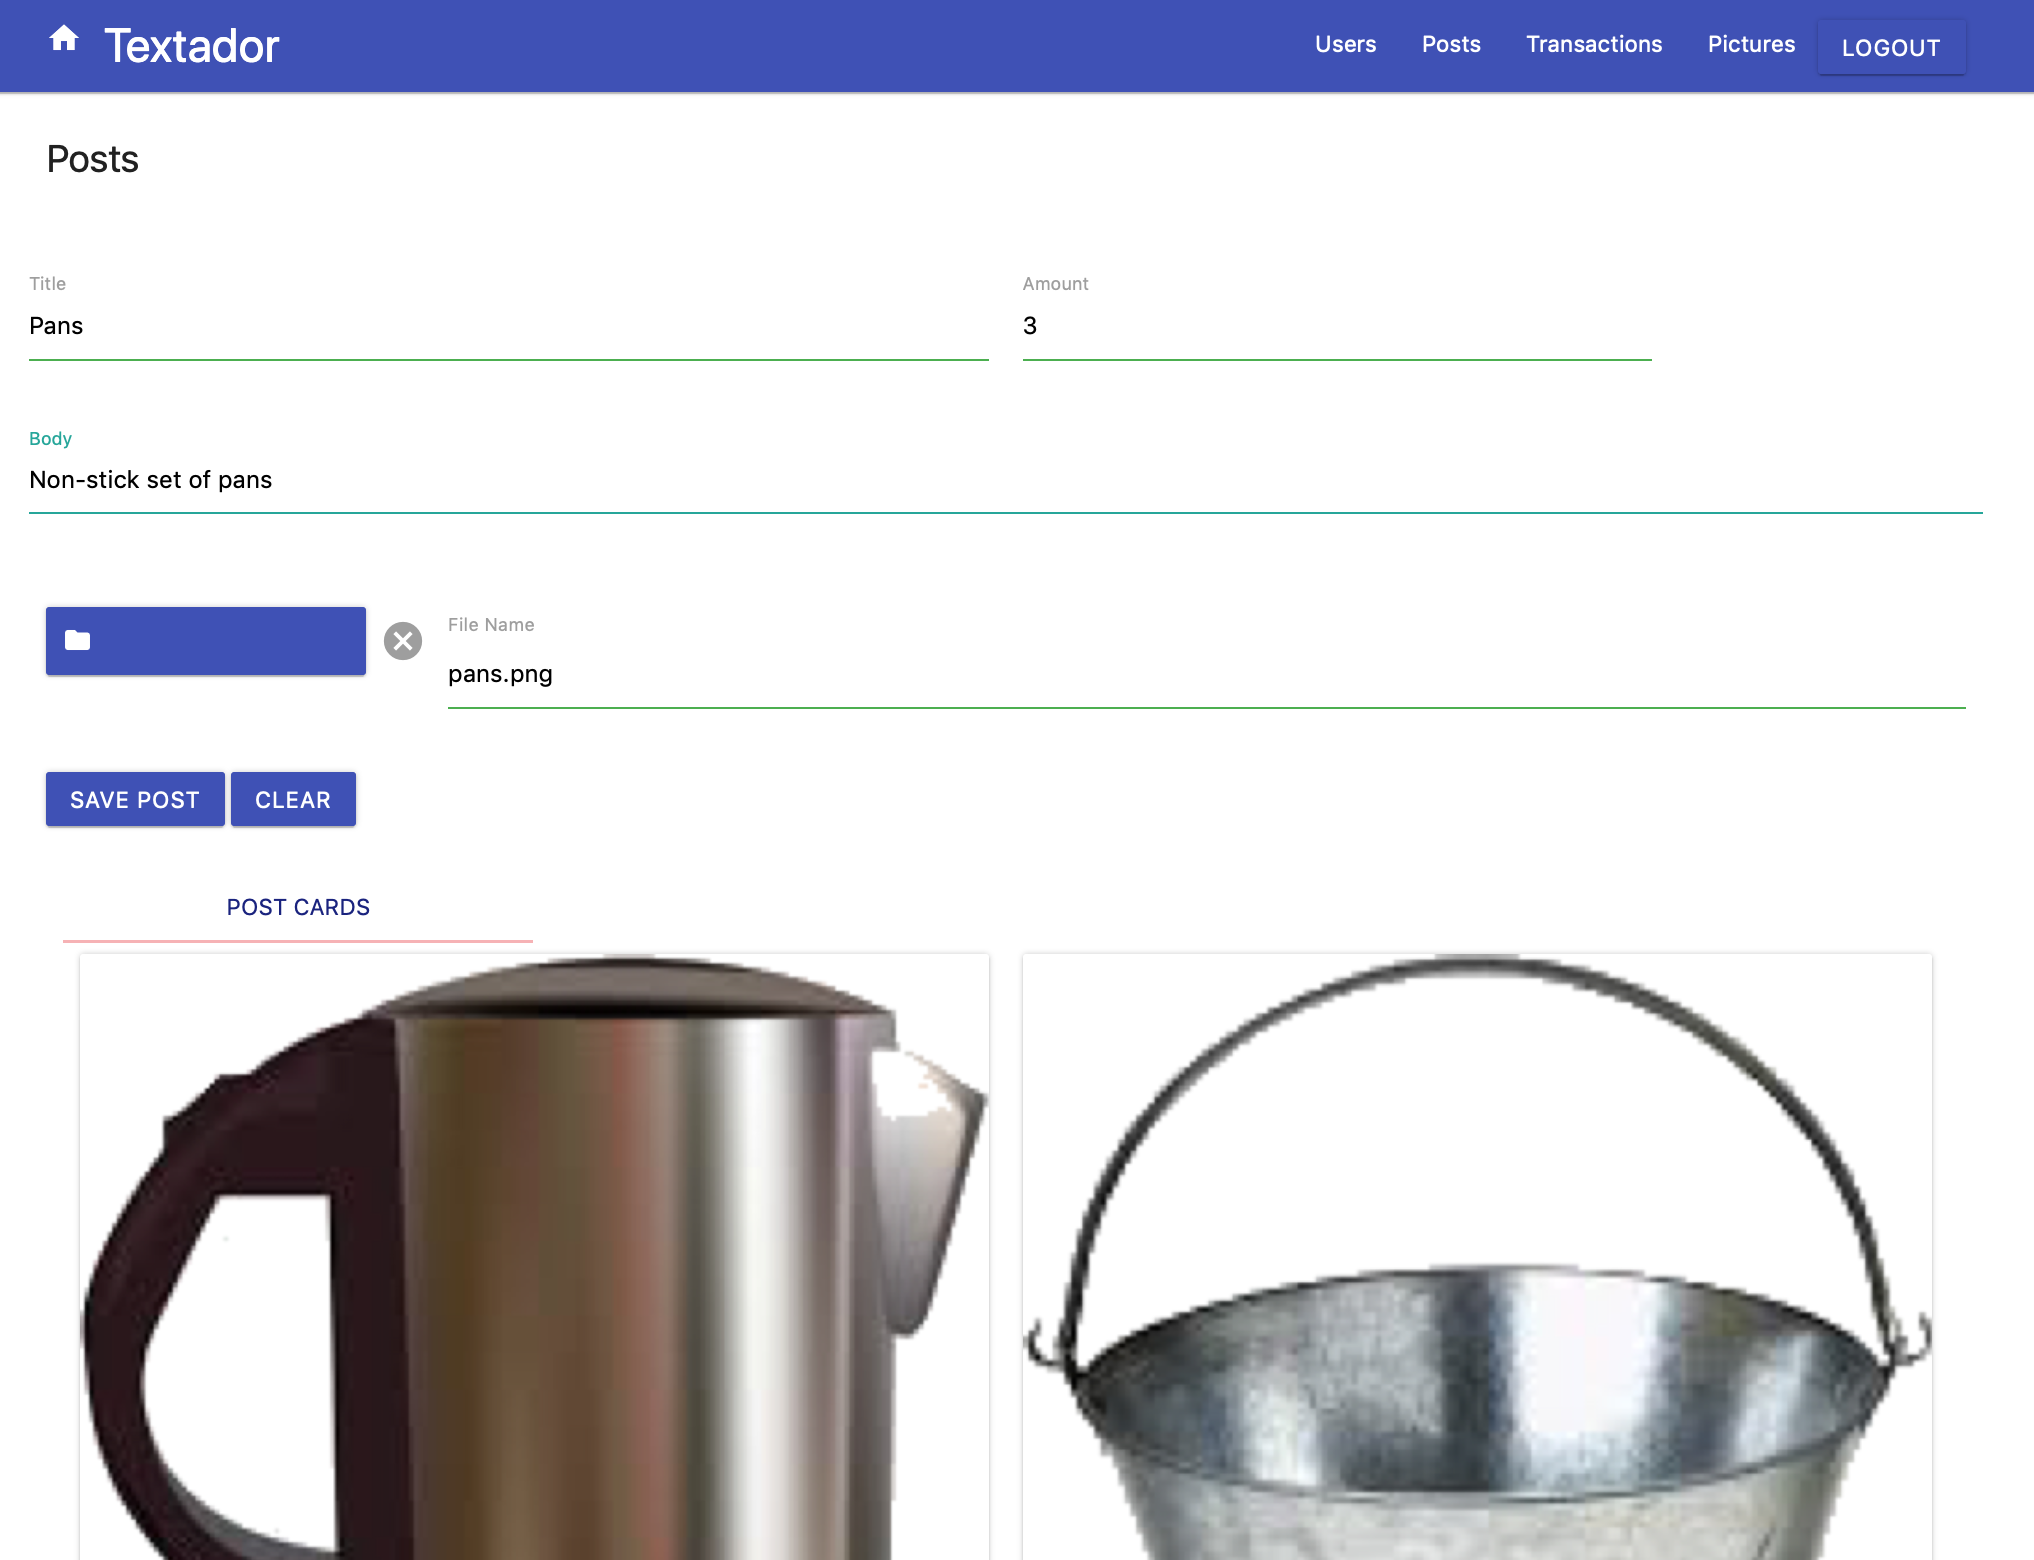 Textador
Users Posts Transactions Pictures LOGOUT
Posts
Title
Amount
Pans
3
Body
Non-stick set of pans
File Name
pans.png
SAVE POST CLEAR
POST CARDS